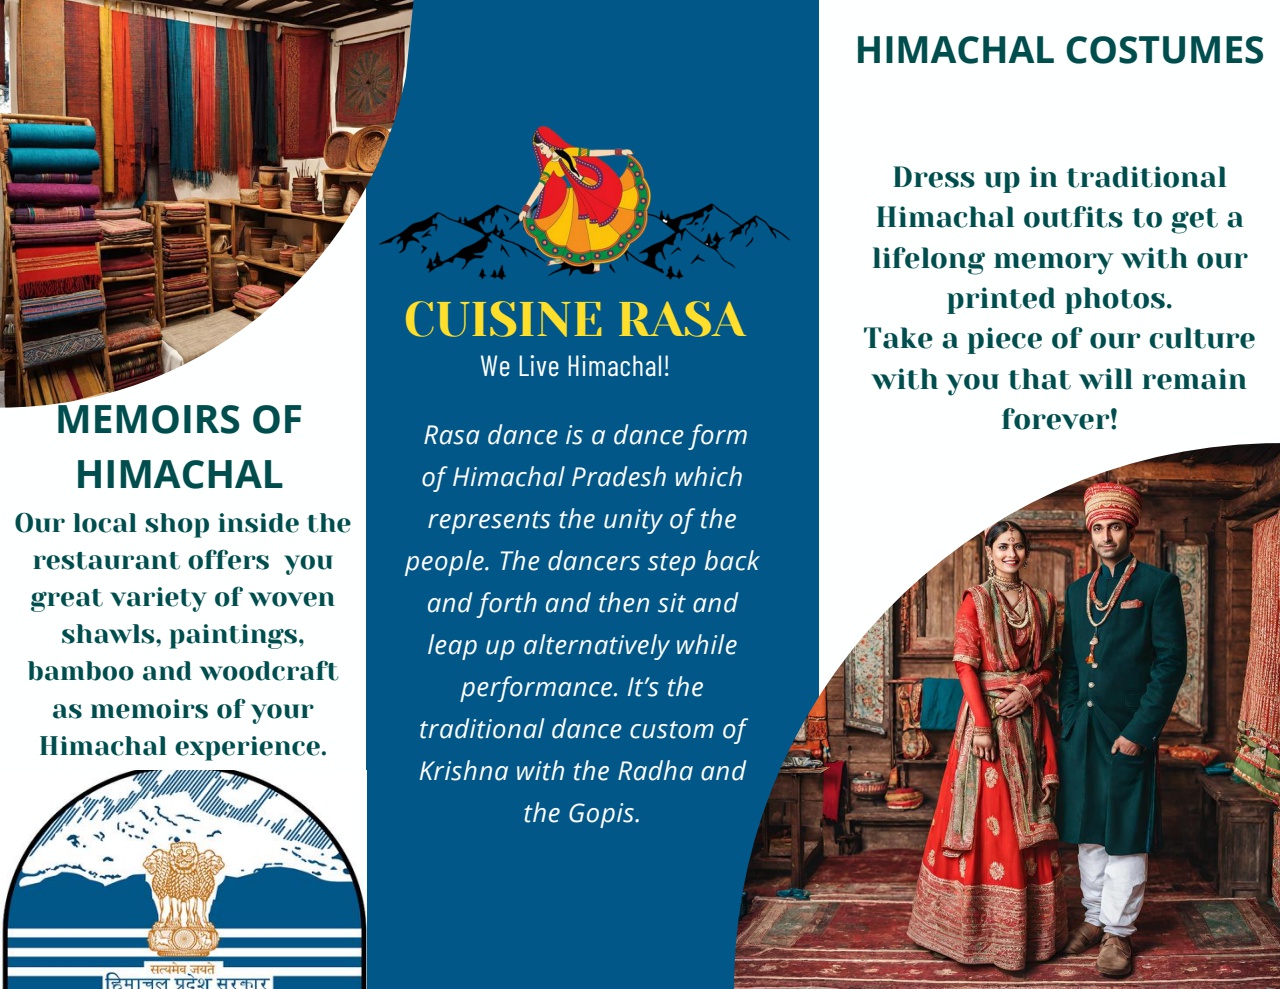 MEMOIRS OF
HIMACHAL
Our local shop inside the
restaurant offers  you
great variety of woven
shawls, paintings,
bamboo and woodcraft
as memoirs of your
Himachal experience.
सत्यमेव जयते
हिमाचल प्रदेश सरकार
CUISINE RASA
We Live Himachal!
Rasa dance is a dance form
of Himachal Pradesh which
represents the unity of the
people. The dancers step back
and forth and then sit and
leap up alternatively while
performance. It’s the
traditional dance custom of
Krishna with the Radha and
the Gopis.
HIMACHAL COSTUMES
Dress up in traditional
Himachal outfits to get a
lifelong memory with our
printed photos.
Take a piece of our culture
with you that will remain
forever!